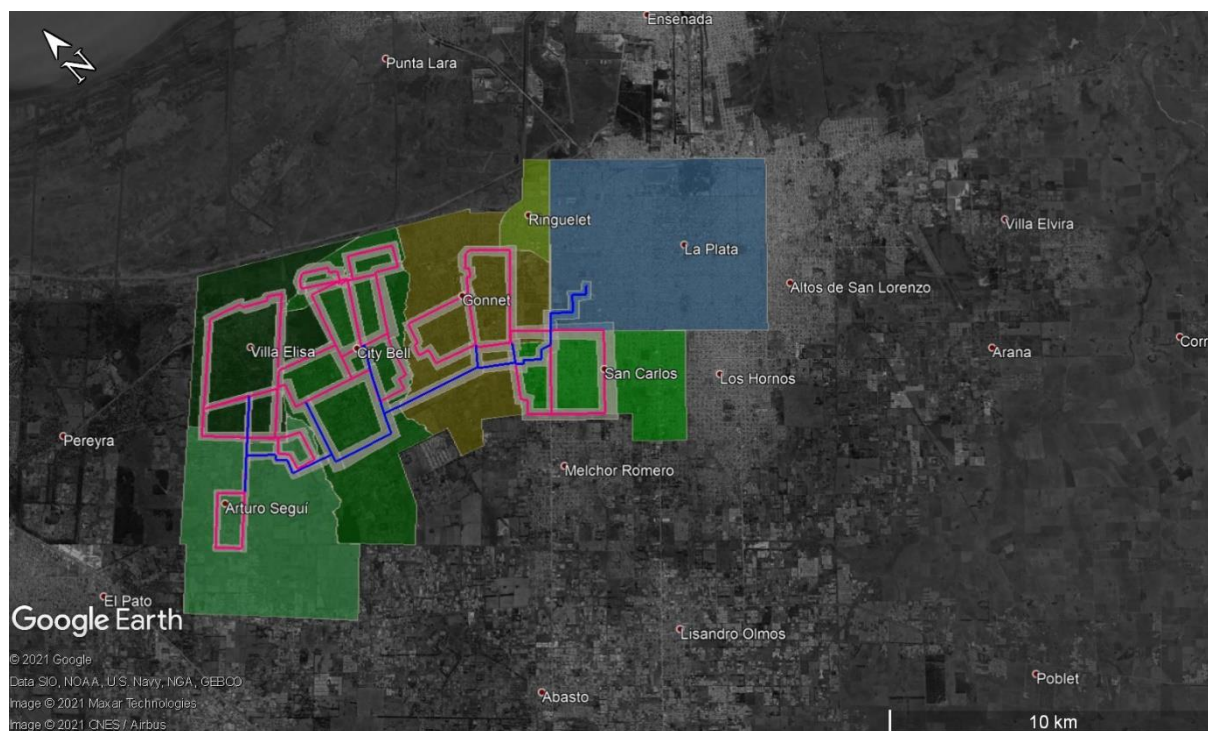 Ensenada
N
Punta Lara
Ringuelet
Villa Elvira
La Plata
Altos de San Lorenzo
Gonnet
Villa Elisa
City Bell
Arana
Corr
San Carlos
Los Hornos
Pereyra
Melchor Romero
Arturo Seguí
El Pato
Google Earth
Lisandro Olmos
© 2021 Google
Data SIO, NOAA, U.S. Navy, NGA, GEBCO
Poblet
Abasto
Image © 2021 Maxar Technologies
Image © 2021 CNES / Airbus
10 km